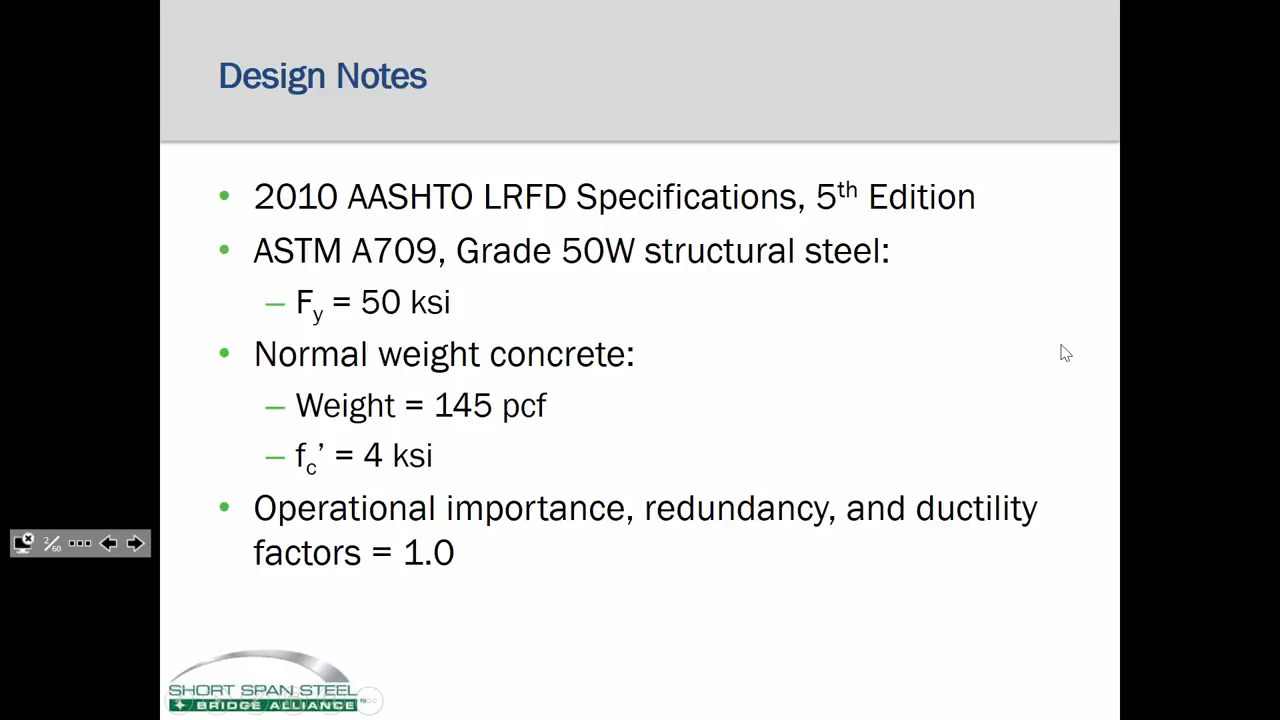 Design Notes
• 2010 AASHTO LRFD Specifications, 5th Edition
• ASTM A709, Grade 50W structural steel:
– Fy = 50 ksi
• Normal weight concrete:
– Weight = 145 pcf
– fc’ = 4 ksi
• Operational importance, redundancy, and ductility
factors = 1.0
2/60
SHORT SPAN STEEL
BRIDGE ALLIANCE